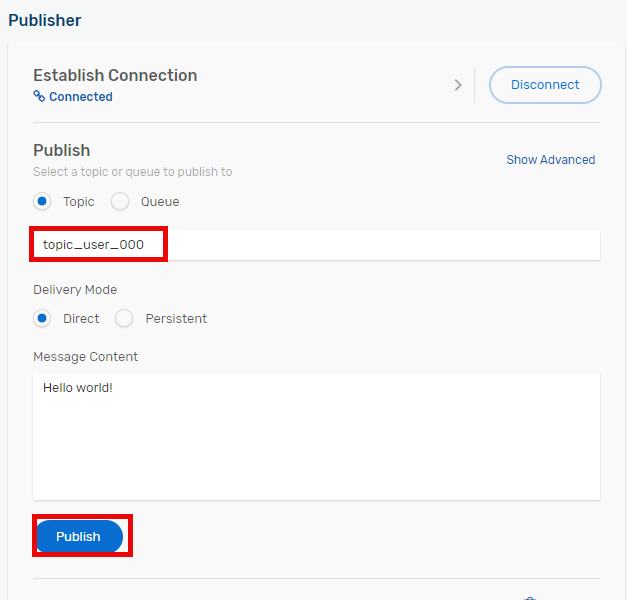 Publisher
Establish Connection
Connected
Disconnect
Publish
Select a topic or queue to publish to
Show Advanced
Topic Queue
topic_user_000
Delivery Mode
Direct Persistent
Message Content
Hello world!
Publish